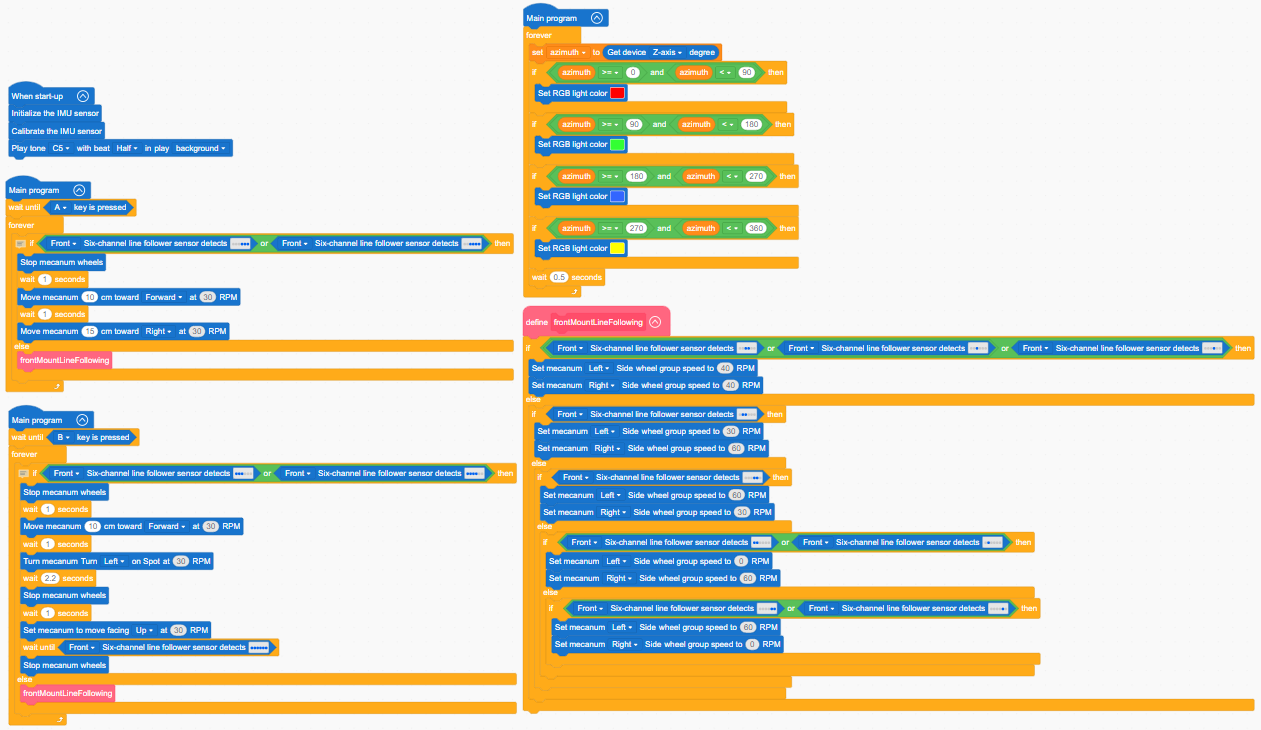 When start-up
Initialize the IMU sensor
Calibrate the IMU sensor
Play tone C5 with beat Half in play background
Main program
wait until A key is pressed
forever
if Front Six-channel line follower sensor detects or Front Six-channel line follower sensor detects then
Stop mecanum wheels
wait 1 seconds
Move mecanum 10 cm toward Forward at 30 RPM
wait 1 seconds
Move mecanum 15 cm toward Right at 30 RPM
else
frontMountLineFollowing
Main program
wait until B key is pressed
forever
if Front Six-channel line follower sensor detects or Front Six-channel line follower sensor detects then
Stop mecanum wheels
wait 1 seconds
Move mecanum 10 cm toward Forward at 30 RPM
wait 1 seconds
Turn mecanum Turn Left on Spot at 30 RPM
wait 2.2 seconds
Stop mecanum wheels
wait 1 seconds
Set mecanum to move facing Up at 30 RPM
wait until Front Six-channel line follower sensor detects
Stop mecanum wheels
else
frontMountLineFollowing
Main program
forever
set azimuth to Get device Z-axis degree
if azimuth >= 0 and azimuth < 90 then
Set RGB light color
if azimuth >= 90 and azimuth < 180 then
Set RGB light color
if azimuth >= 180 and azimuth < 270 then
Set RGB light color
if azimuth >= 270 and azimuth < 360 then
Set RGB light color
wait 0.5 seconds
define frontMountLineFollowing
if Front Six-channel line follower sensor detects or Front Six-channel line follower sensor detects or Front Six-channel line follower sensor detects then
Set mecanum Left Side wheel group speed to 40 RPM
Set mecanum Right Side wheel group speed to 40 RPM
else
if Front Six-channel line follower sensor detects then
Set mecanum Left Side wheel group speed to 30 RPM
Set mecanum Right Side wheel group speed to 60 RPM
else
if Front Six-channel line follower sensor detects then
Set mecanum Left Side wheel group speed to 60 RPM
Set mecanum Right Side wheel group speed to 30 RPM
else
if Front Six-channel line follower sensor detects or Front Six-channel line follower sensor detects then
Set mecanum Left Side wheel group speed to 0 RPM
Set mecanum Right Side wheel group speed to 60 RPM
else
if Front Six-channel line follower sensor detects or Front Six-channel line follower sensor detects then
Set mecanum Left Side wheel group speed to 60 RPM
Set mecanum Right Side wheel group speed to 0 RPM